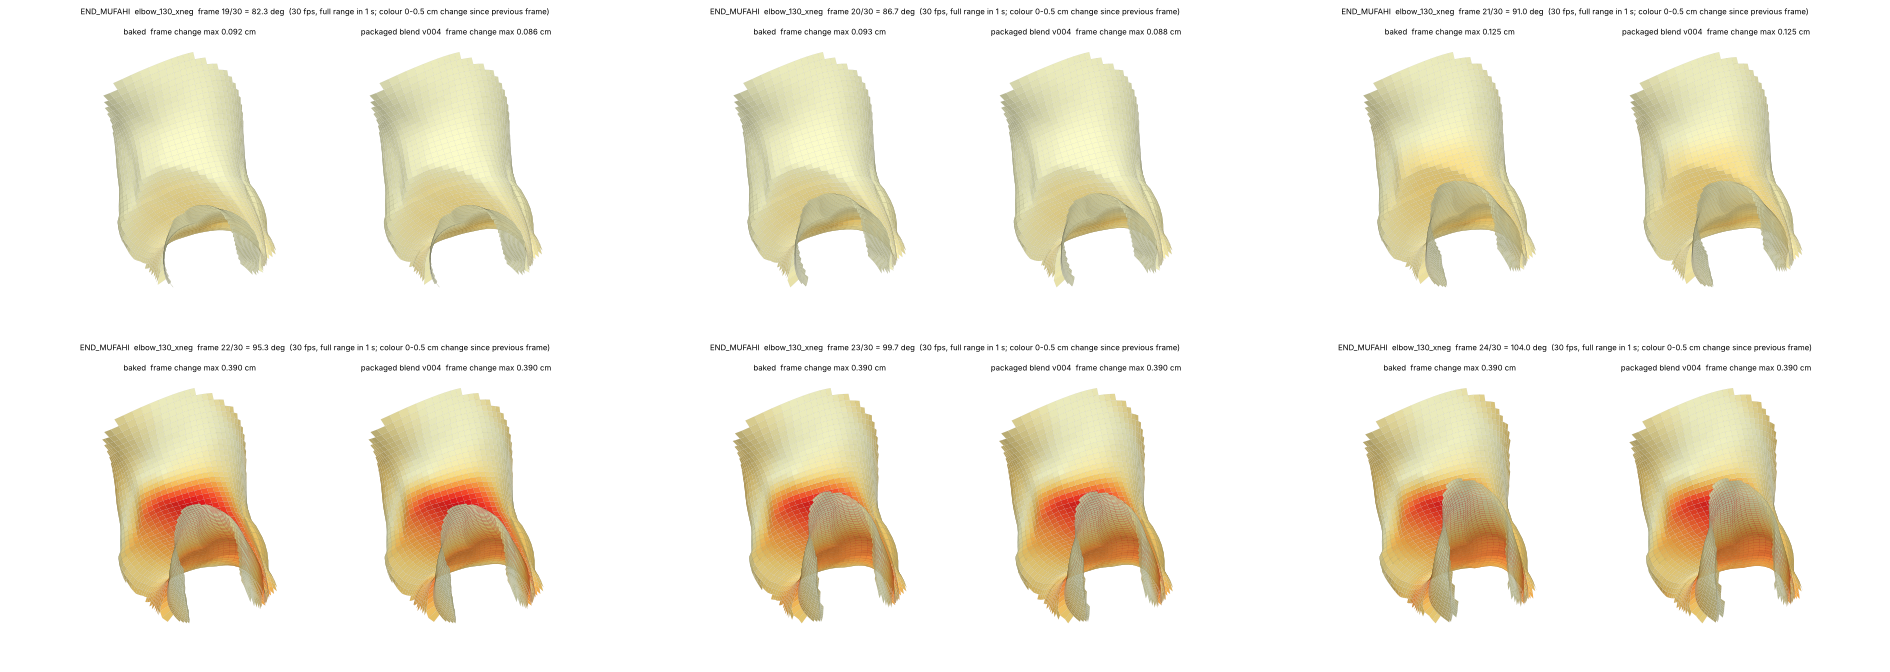 END_MUFAHI elbow_130_xneg frame 19/30 = 82.3 deg (30 fps, full range in 1 s; colour 0-0.5 cm change since previous frame)
baked frame change max 0.092 cm
packaged blend v004 frame change max 0.086 cm
END_MUFAHI elbow_130_xneg frame 20/30 = 86.7 deg (30 fps, full range in 1 s; colour 0-0.5 cm change since previous frame)
baked frame change max 0.093 cm
packaged blend v004 frame change max 0.088 cm
END_MUFAHI elbow_130_xneg frame 21/30 = 91.0 deg (30 fps, full range in 1 s; colour 0-0.5 cm change since previous frame)
baked frame change max 0.125 cm
packaged blend v004 frame change max 0.125 cm
END_MUFAHI elbow_130_xneg frame 22/30 = 95.3 deg (30 fps, full range in 1 s; colour 0-0.5 cm change since previous frame)
baked frame change max 0.390 cm
packaged blend v004 frame change max 0.390 cm
END_MUFAHI elbow_130_xneg frame 23/30 = 99.7 deg (30 fps, full range in 1 s; colour 0-0.5 cm change since previous frame)
baked frame change max 0.390 cm
packaged blend v004 frame change max 0.390 cm
END_MUFAHI elbow_130_xneg frame 24/30 = 104.0 deg (30 fps, full range in 1 s; colour 0-0.5 cm change since previous frame)
baked frame change max 0.390 cm
packaged blend v004 frame change max 0.390 cm